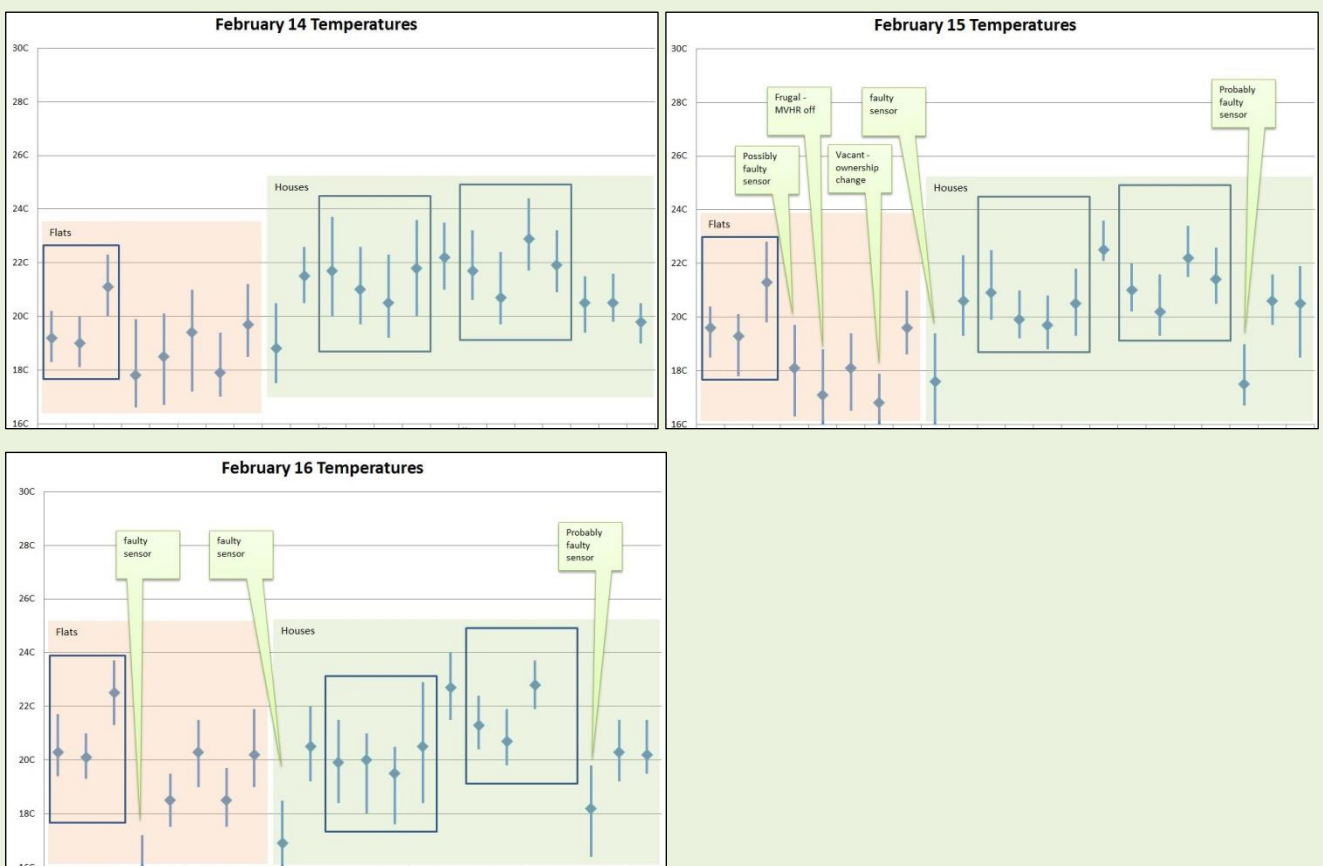 February 14 Temperatures
30C
28C
26C
24C
22C
20C
18C
16C
Flats
Houses
February 15 Temperatures
30C
28C
26C
24C
22C
20C
18C
16C
Frugal -
MVHR off
faulty
sensor
Probably
faulty
sensor
Possibly
faulty
sensor
Vacant -
ownership
change
Flats
Houses
February 16 Temperatures
30C
28C
26C
24C
22C
20C
18C
16C
faulty
sensor
faulty
sensor
Probably
faulty
sensor
Flats
Houses